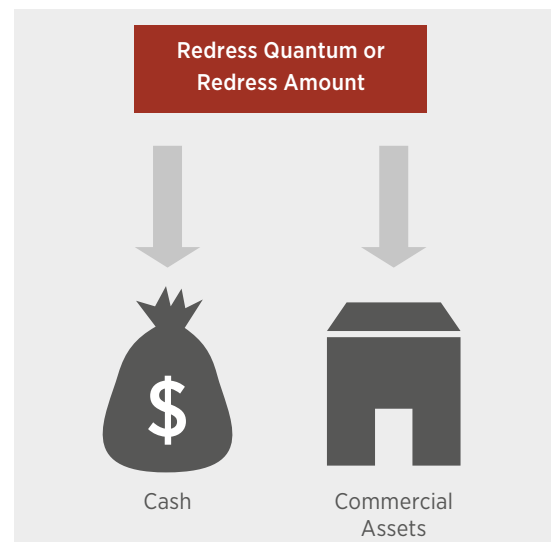 Redress Quantum or
Redress Amount
$
Cash
Commercial
Assets